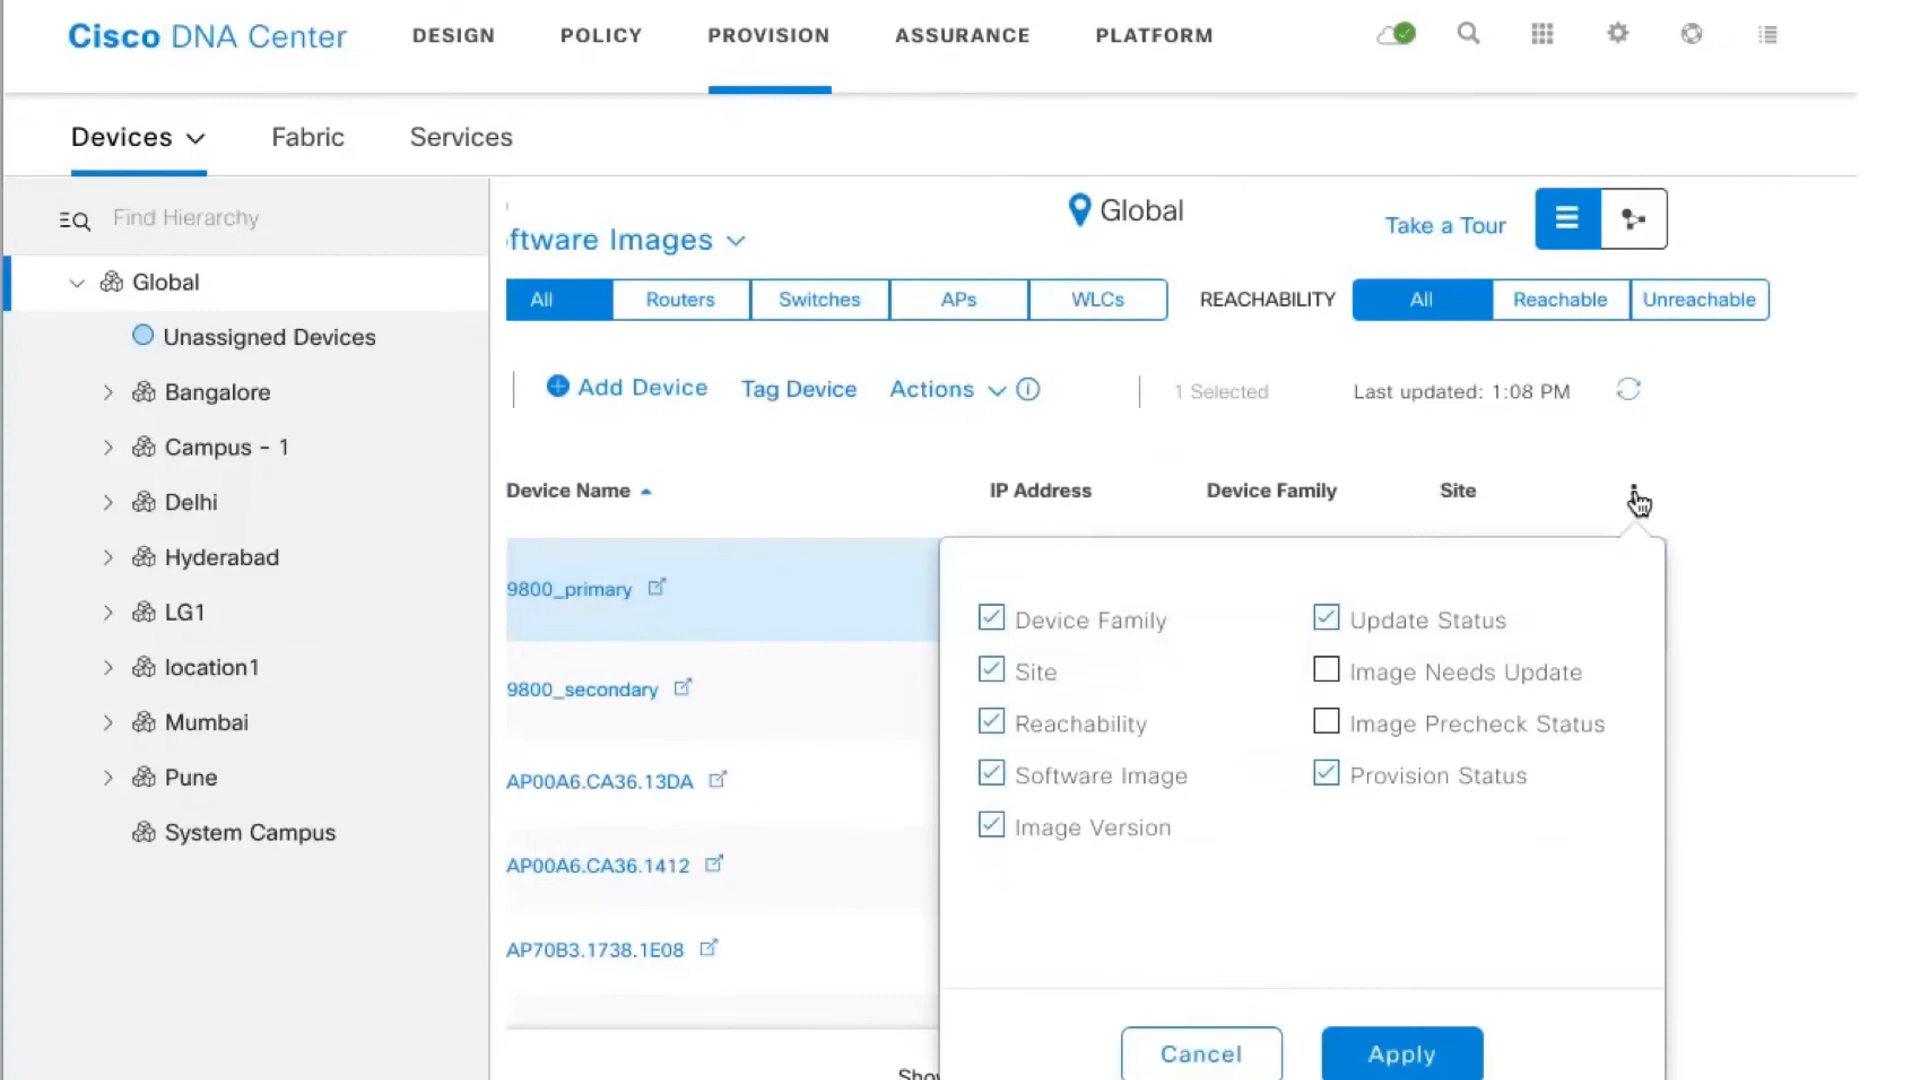 Cisco DNA Center DESIGN POLICY PROVISION ASSURANCE PLATFORM
Devices Fabric Services
Find Hierarchy
Global
Unassigned Devices
Bangalore
Campus - 1
Delhi
Hyderabad
LG1
location1
Mumbai
Pune
System Campus
ftware Images
Global
Take a Tour
All Routers Switches APs WLCs REACHABILITY All Reachable Unreachable
Add Device Tag Device Actions 1 Selected Last updated: 1:08 PM
Device Name IP Address Device Family Site
9800_primary
9800_secondary
AP00A6.CA36.13DA
AP00A6.CA36.1412
AP70B3.1738.1E08
Device Family Update Status
Site Image Needs Update
Reachability Image Precheck Status
Software Image Provision Status
Image Version
Cancel Apply